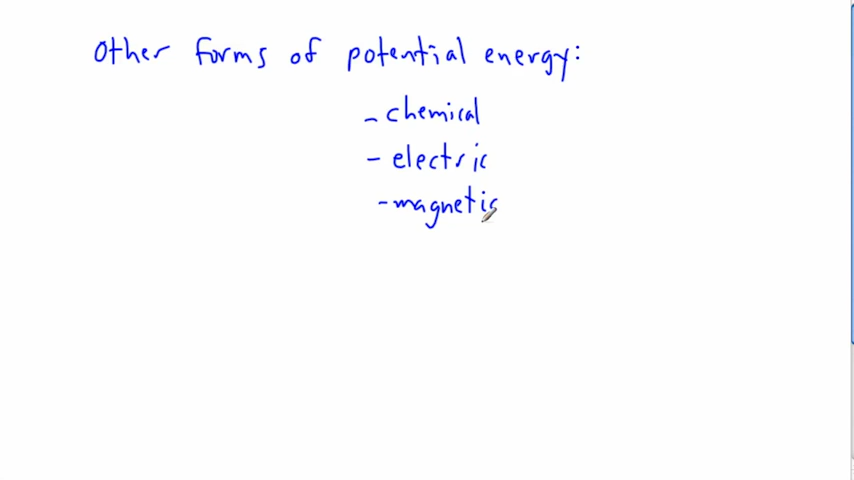 Other forms of potential energy:
- chemical
- electric
- magnetic